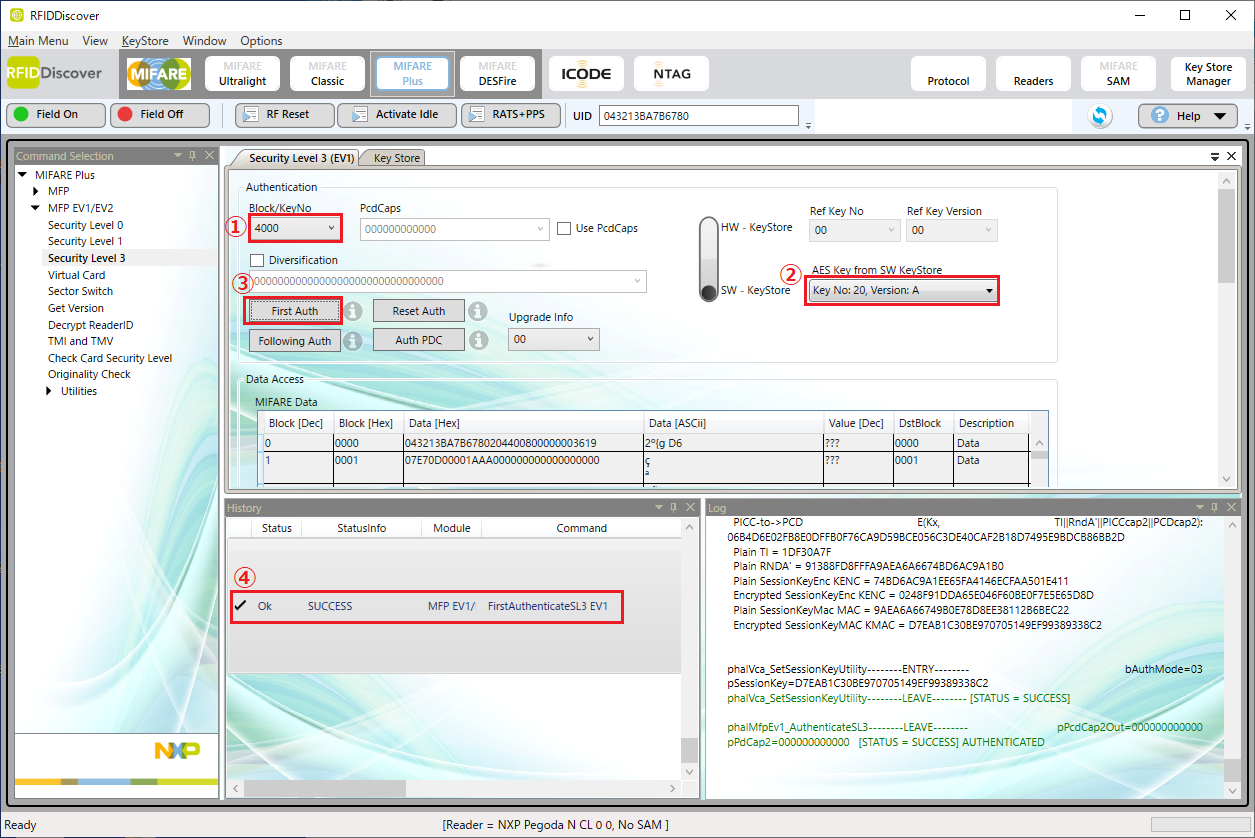 RFIDDiscover
Main Menu View KeyStore Window Options
RFIDDiscover
MIFARE
MIFARE Ultralight
MIFARE Classic
MIFARE Plus
MIFARE DESFire
ICODE
NTAG
Protocol
Readers
MIFARE SAM
Key Store Manager
Field On Field Off RF Reset Activate Idle RATS+PPS UID 043213BA7B6780 Help
Command Selection
MIFARE Plus
MFP
MFP EV1/EV2
Security Level 0
Security Level 1
Security Level 3
Virtual Card
Sector Switch
Get Version
Decrypt ReaderID
TMI and TMV
Check Card Security Level
Originality Check
Utilities
NXP
Security Level 3 (EV1) Key Store
Authentication
Block/KeyNo PcdCaps
① 4000 000000000000 Use PcdCaps
Diversification
③ 00000000000000000000000000000000
First Auth Reset Auth
Following Auth Auth PDC
Upgrade Info
00
HW - KeyStore
SW - KeyStore
Ref Key No Ref Key Version
00 00
AES Key from SW KeyStore
② Key No: 20, Version: A
Data Access
MIFARE Data
Block [Dec] Block [Hex] Data [Hex] Data [ASCii] Value [Dec] DstBlock Description
0 0000 043213BA7B6780204400800000003619 2º{g D6 ??? 0000 Data
1 0001 07E70D00001AAA000000000000000000 ç ??? 0001 Data
ª
History
Status StatusInfo Module Command
④
Ok SUCCESS MFP EV1/ FirstAuthenticateSL3 EV1
Log
PICC-to->PCD E(Kx, TI||RndA'||PICCcap2||PCDcap2):
06B4D6E02FB8E0DFFB0F76CA9D59BCE056C3DE40CAF2B18D7495E9BDCB86BB2D
Plain TI = 1DF30A7F
Plain RNDA' = 91388FD8FFFA9AEA6A6674BD6AC9A1B0
Plain SessionKeyEnc KENC = 74BD6AC9A1EE65FA4146ECFAA501E411
Encrypted SessionKeyEnc KENC = 0248F91DDA65E046F60BE0F7E5E65D8D
Plain SessionKeyMac MAC = 9AEA6A66749B0E78D8EE38112B6BEC22
Encrypted SessionKeyMAC KMAC = D7EAB1C30BE970705149EF99389338C2
phalVca_SetSessionKeyUtility--------ENTRY-------- bAuthMode=03
pSessionKey=D7EAB1C30BE970705149EF99389338C2
phalVca_SetSessionKeyUtility--------LEAVE-------- [STATUS = SUCCESS]
phalMfpEv1_AuthenticateSL3--------LEAVE-------- pPcdCap2Out=000000000000
pPdCap2=000000000000 [STATUS = SUCCESS] AUTHENTICATED
Ready [Reader = NXP Pegoda N CL 0 0, No SAM ]